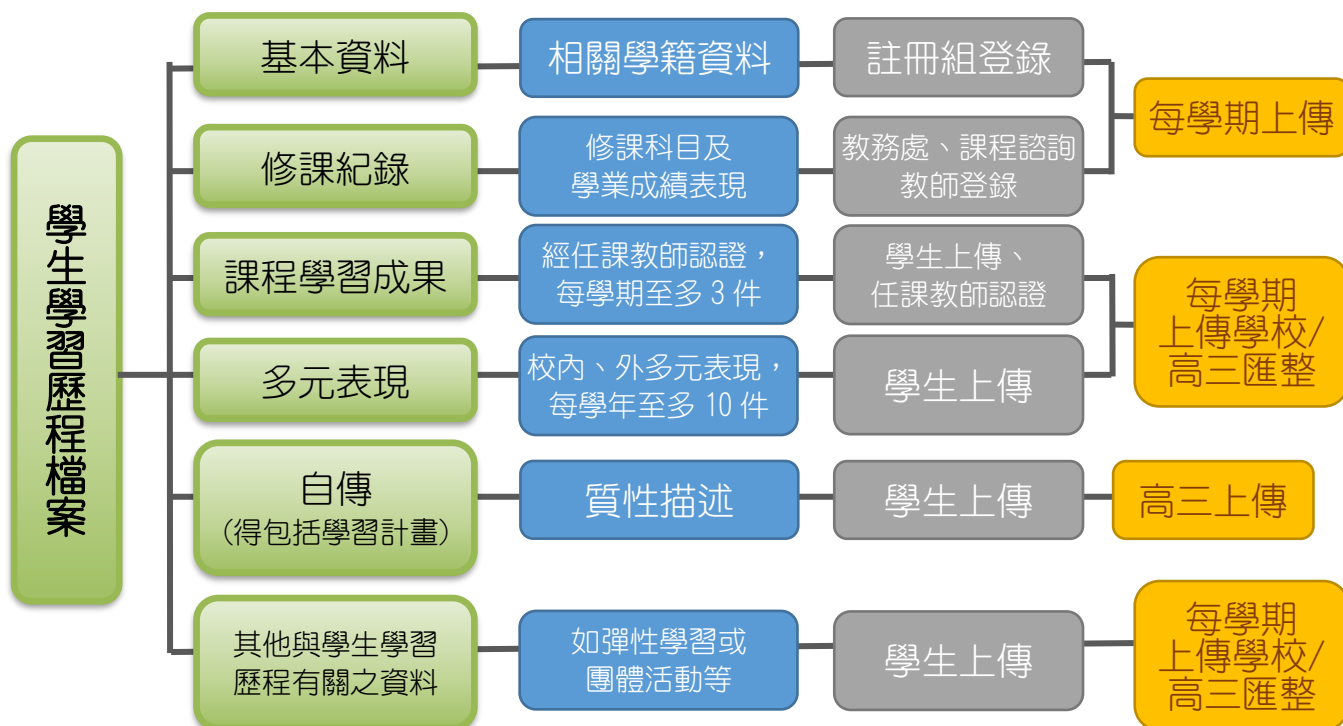 學生學習歷程檔案
基本資料
相關學籍資料
註冊組登錄
每學期上傳
修課紀錄
修課科目及
學業成績表現
教務處、課程諮詢
教師登錄
課程學習成果
經任課教師認證，
每學期至多 3 件
學生上傳、
任課教師認證
每學期
上傳學校/
高三匯整
多元表現
校內、外多元表現，
每學年至多 10 件
學生上傳
自傳
(得包括學習計畫)
質性描述
學生上傳
高三上傳
其他與學生學習
歷程有關之資料
如彈性學習或
團體活動等
學生上傳
每學期
上傳學校/
高三匯整